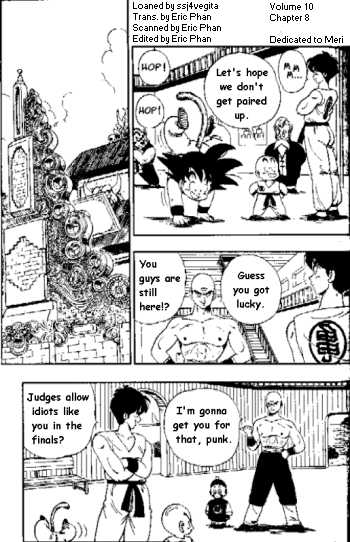 Loaned by ssj4vegita
Trans. by Eric Phan
Scanned by Eric Phan
Edited by Eric Phan
Volume 10
Chapter 8
Dedicated to Meri
HOP!
HOP!
Let's hope
we don't
get paired
up.
M
M
M...
You
guys are
still
here!?
Guess
you got
lucky.
Judges allow
idiots like
you in the
finals?
I'm gonna
get you for
that, punk.